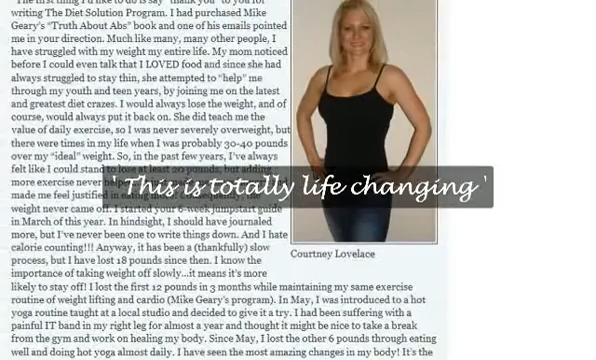 "The first thing I'd like to do is say "thank you" to you for
writing The Diet Solution Program. I had purchased Mike
Geary's "Truth About Abs" book and one of his emails pointed
me in your direction. Much like many, many other people, I
have struggled with my weight my entire life. My mom noticed
before I could even talk that I LOVED food and since she had
always struggled to stay thin, she attempted to "help" me
through my youth and teen years, by joining me on the latest
and greatest diet crazes. I would always lose the weight, and of
course, would always put it back on. She did teach me the
value of daily exercise, so I was never severely overweight, but
there were times in my life when I was probably 30-40 pounds
over my "ideal" weight. So, in the past few years, I've always
felt like I could stand to lose at least 20 pounds, but adding
more exercise never
' This is totally life changing '
made me feel justified in
weight never came off. I started your 6-week jumpstart guide
in March of this year. In hindsight, I should have journaled
more, but I've never been one to write things down. And I hate
calorie counting!!! Anyway, it has been a (thankfully) slow
process, but I have lost 18 pounds since then. I know the
importance of taking weight off slowly...it means it's more
likely to stay off! I lost the first 12 pounds in 3 months while maintaining my same exercise
routine of weight lifting and cardio (Mike Geary's program). In May, I was introduced to a hot
yoga routine taught at a local studio and decided to give it a try. I had been suffering with a
painful IT band in my right leg for almost a year and thought it might be nice to take a break
from the gym and work on healing my body. Since May, I lost the other 6 pounds through eating
well and doing hot yoga almost daily. I have seen the most amazing changes in my body! It's the
Courtney Lovelace